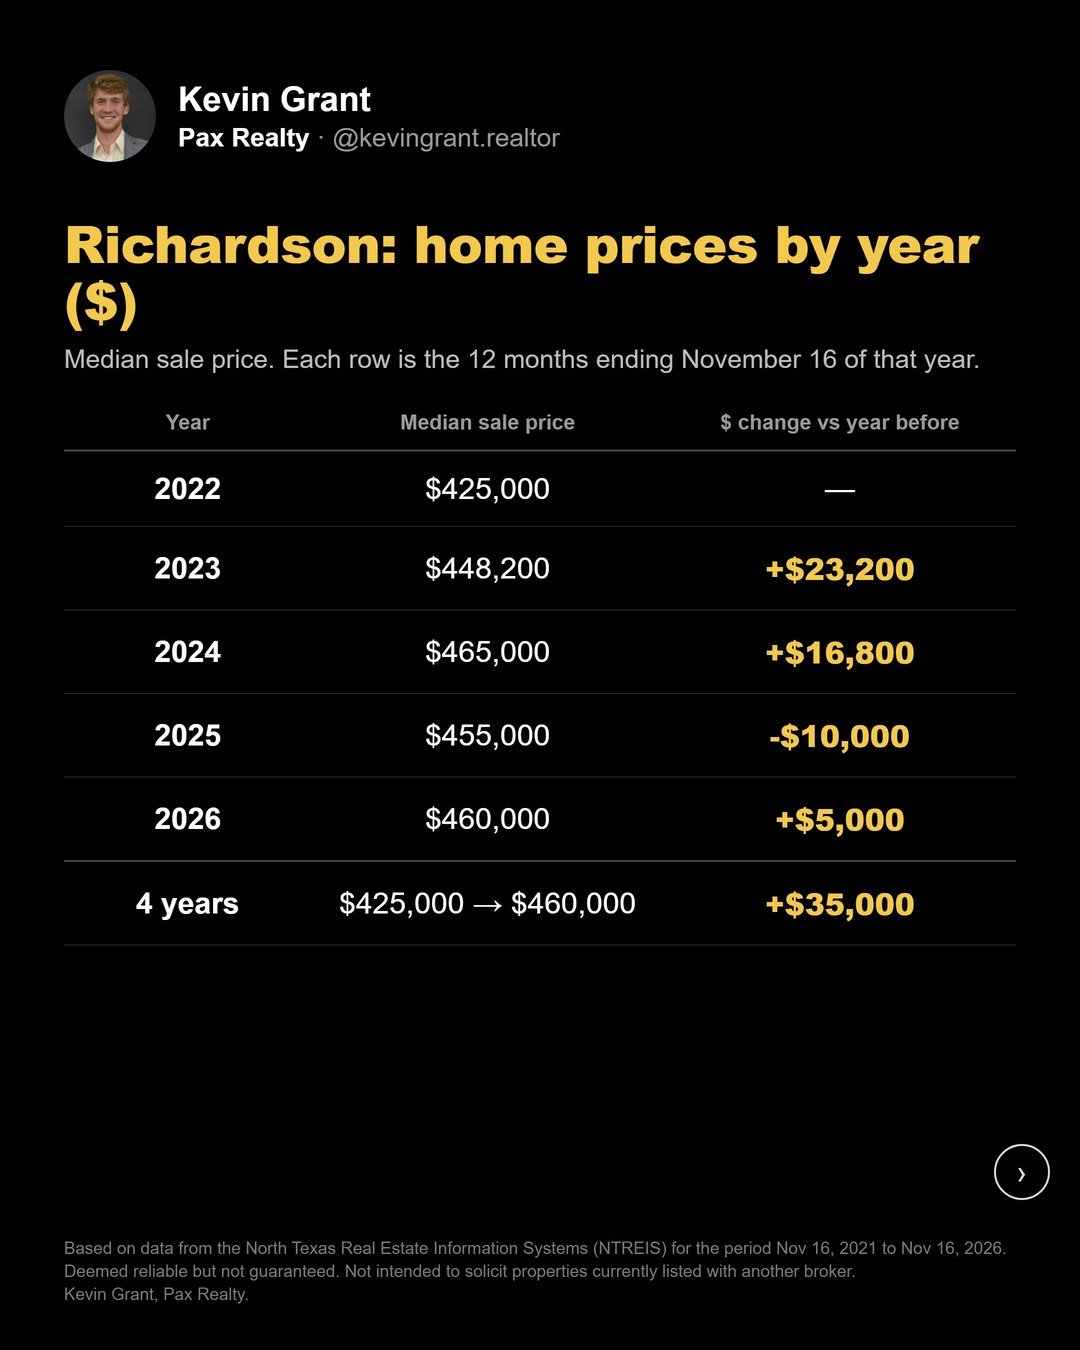 Kevin Grant
Pax Realty · @kevingrant.realtor
Richardson: home prices by year
($)
Median sale price. Each row is the 12 months ending November 16 of that year.
Year Median sale price $ change vs year before
2022 $425,000 —
2023 $448,200 +$23,200
2024 $465,000 +$16,800
2025 $455,000 -$10,000
2026 $460,000 +$5,000
4 years $425,000 → $460,000 +$35,000
›
Based on data from the North Texas Real Estate Information Systems (NTREIS) for the period Nov 16, 2021 to Nov 16, 2026.
Deemed reliable but not guaranteed. Not intended to solicit properties currently listed with another broker.
Kevin Grant, Pax Realty.